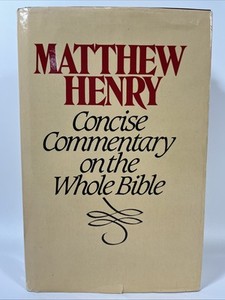 MATTHEW
HENRY
Concise
Commentary
on the
Whole Bible